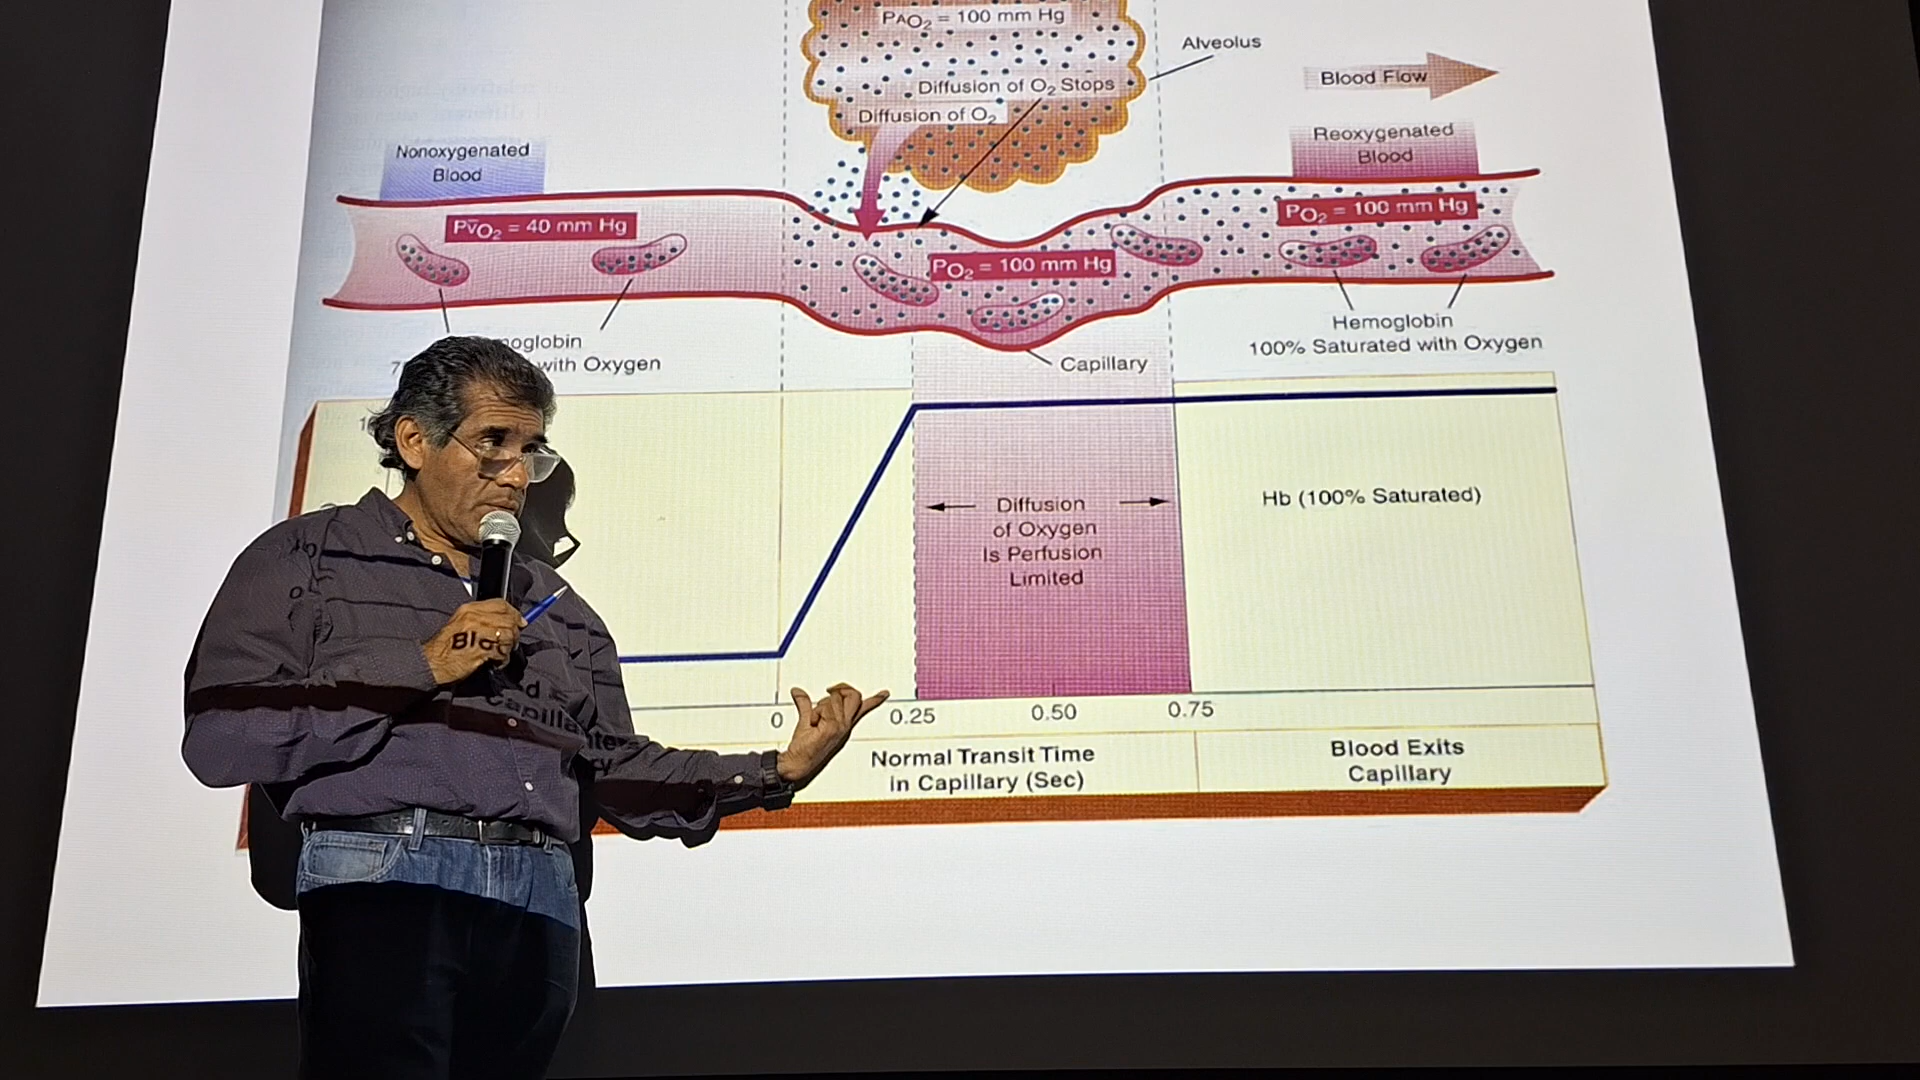 PAO2 = 100 mm Hg
Alveolus
Blood Flow
Diffusion of O2 Stops
Diffusion of O2
Nonoxygenated
Blood
Reoxygenated
Blood
PV̄O2 = 40 mm Hg
PO2 = 100 mm Hg
PO2 = 100 mm Hg
with Oxygen
Capillary
Hemoglobin
100% Saturated with Oxygen
Diffusion
of Oxygen
Is Perfusion
Limited
Hb (100% Saturated)
0 0.25 0.50 0.75
Normal Transit Time
in Capillary (Sec)
Blood Exits
Capillary